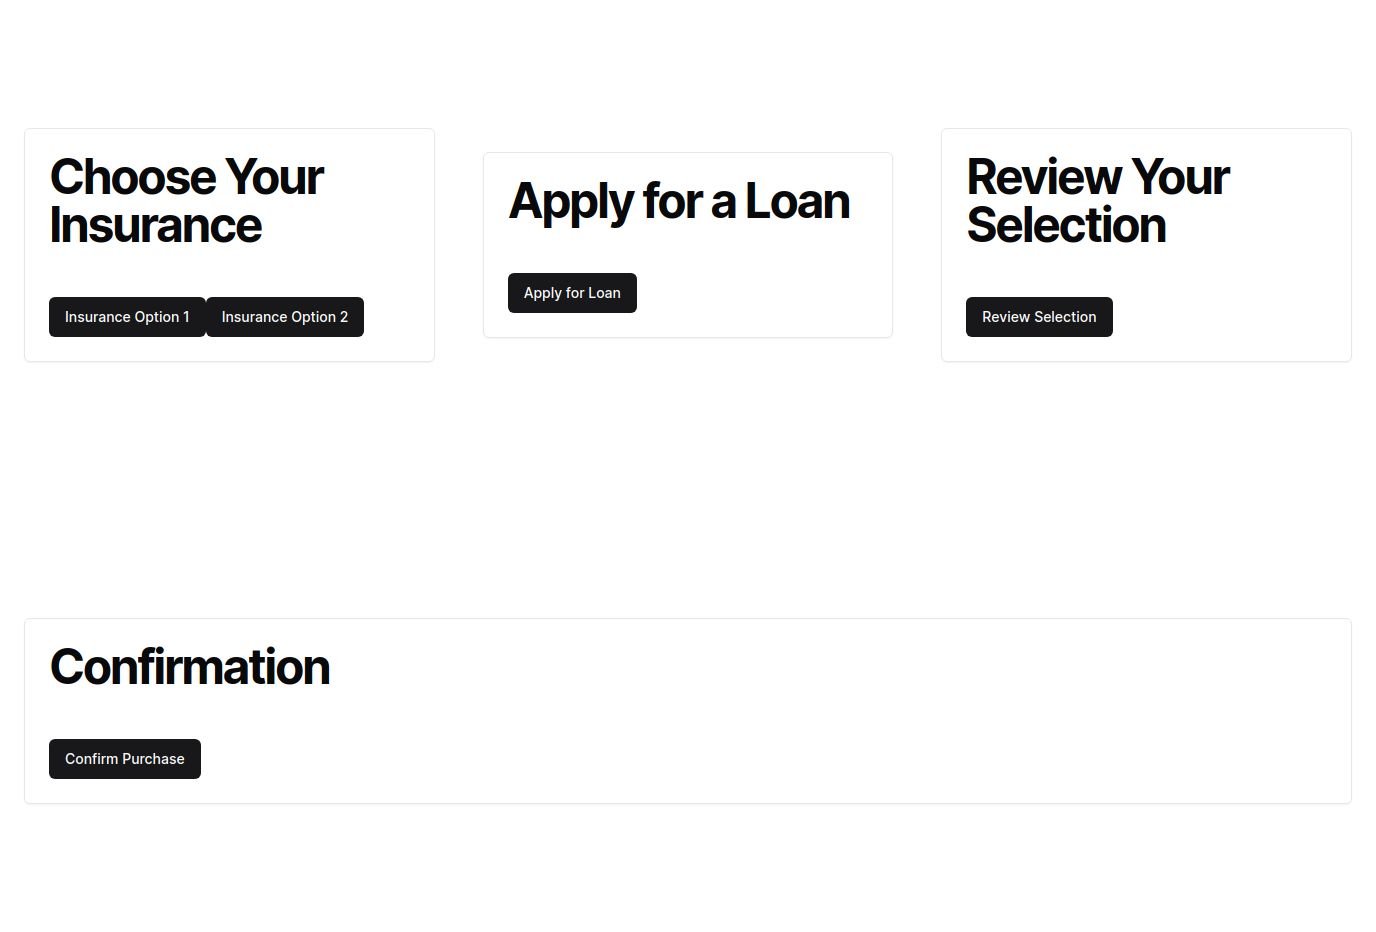 Choose Your
Insurance
Insurance Option 1
Insurance Option 2
Apply for a Loan
Apply for Loan
Review Your
Selection
Review Selection
Confirmation
Confirm Purchase